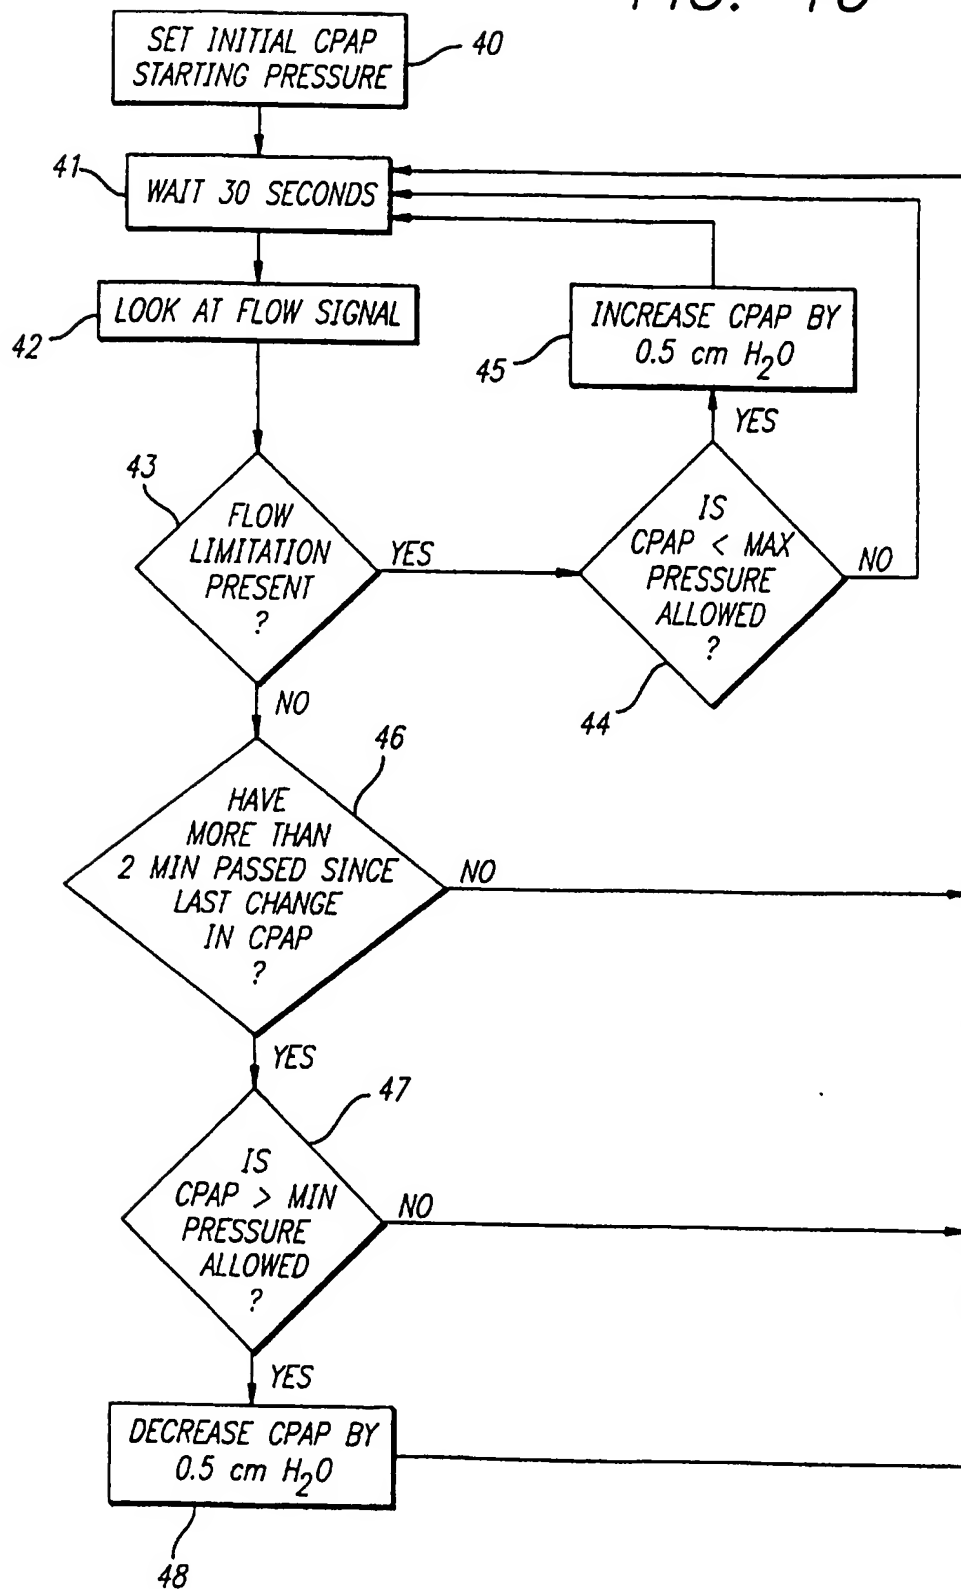 SET INITIAL CPAP
STARTING PRESSURE
40
41
WAIT 30 SECONDS
LOOK AT FLOW SIGNAL
42
INCREASE CPAP BY
0.5 cm H₂O
45
YES
43
FLOW
LIMITATION
PRESENT
?
YES
IS
CPAP < MAX
PRESSURE
ALLOWED
?
NO
44
NO
46
HAVE
MORE THAN
2 MIN PASSED SINCE
LAST CHANGE
IN CPAP
?
NO
YES
47
IS
CPAP > MIN
PRESSURE
ALLOWED
?
NO
YES
DECREASE CPAP BY
0.5 cm H₂O
48